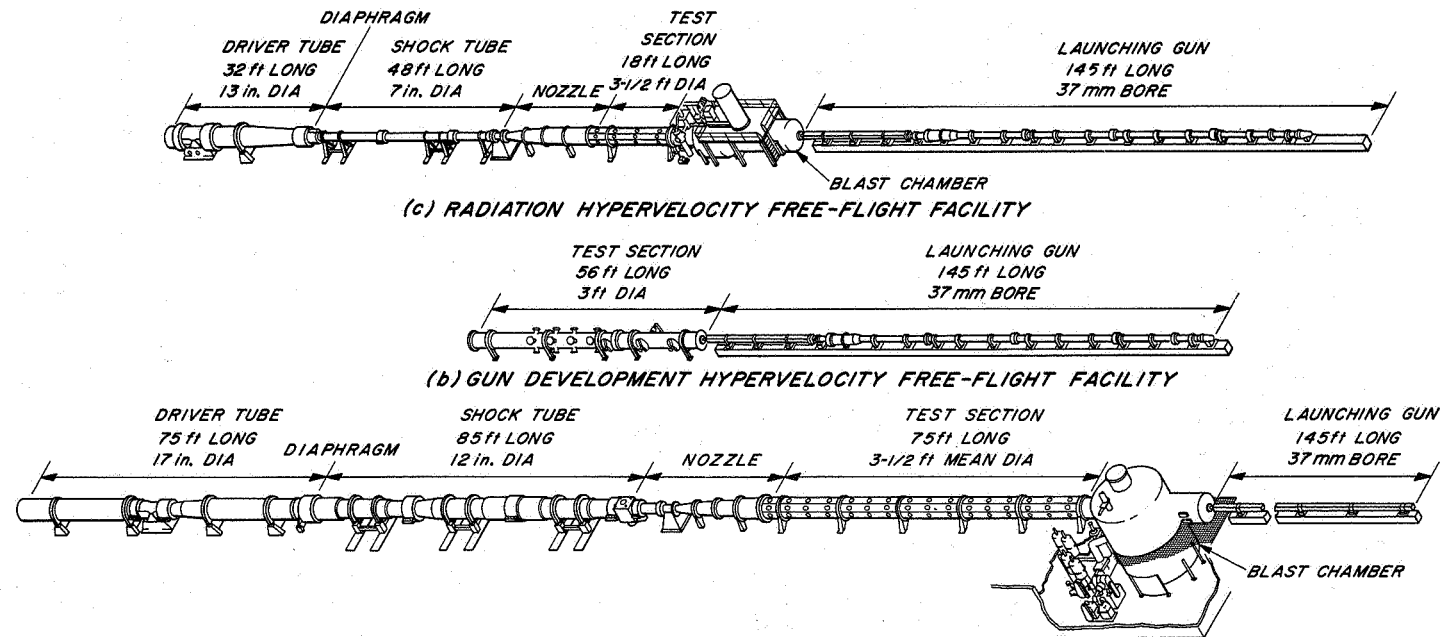 DIAPHRAGM
DRIVER TUBE
32 ft LONG
13 in. DIA
SHOCK TUBE
48 ft LONG
7 in. DIA
NOZZLE
TEST
SECTION
18 ft LONG
3-1/2 ft DIA
LAUNCHING GUN
145 ft LONG
37 mm BORE
BLAST CHAMBER
(c) RADIATION HYPERVELOCITY FREE-FLIGHT FACILITY
TEST SECTION
56 ft LONG
3 ft DIA
LAUNCHING GUN
145 ft LONG
37 mm BORE
(b) GUN DEVELOPMENT HYPERVELOCITY FREE-FLIGHT FACILITY
DRIVER TUBE
75 ft LONG
17 in. DIA
DIAPHRAGM
SHOCK TUBE
85 ft LONG
12 in. DIA
NOZZLE
TEST SECTION
75 ft LONG
3-1/2 ft MEAN DIA
LAUNCHING GUN
145 ft LONG
37 mm BORE
BLAST CHAMBER